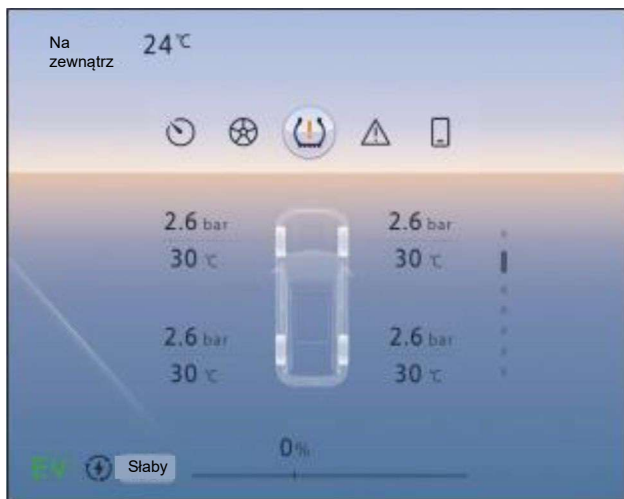 Na
zewnątrz
24℃
2.6 bar
2.6 bar
30 ℃
30 ℃
2.6 bar
2.6 bar
30 ℃
30 ℃
0%
EV
Słaby